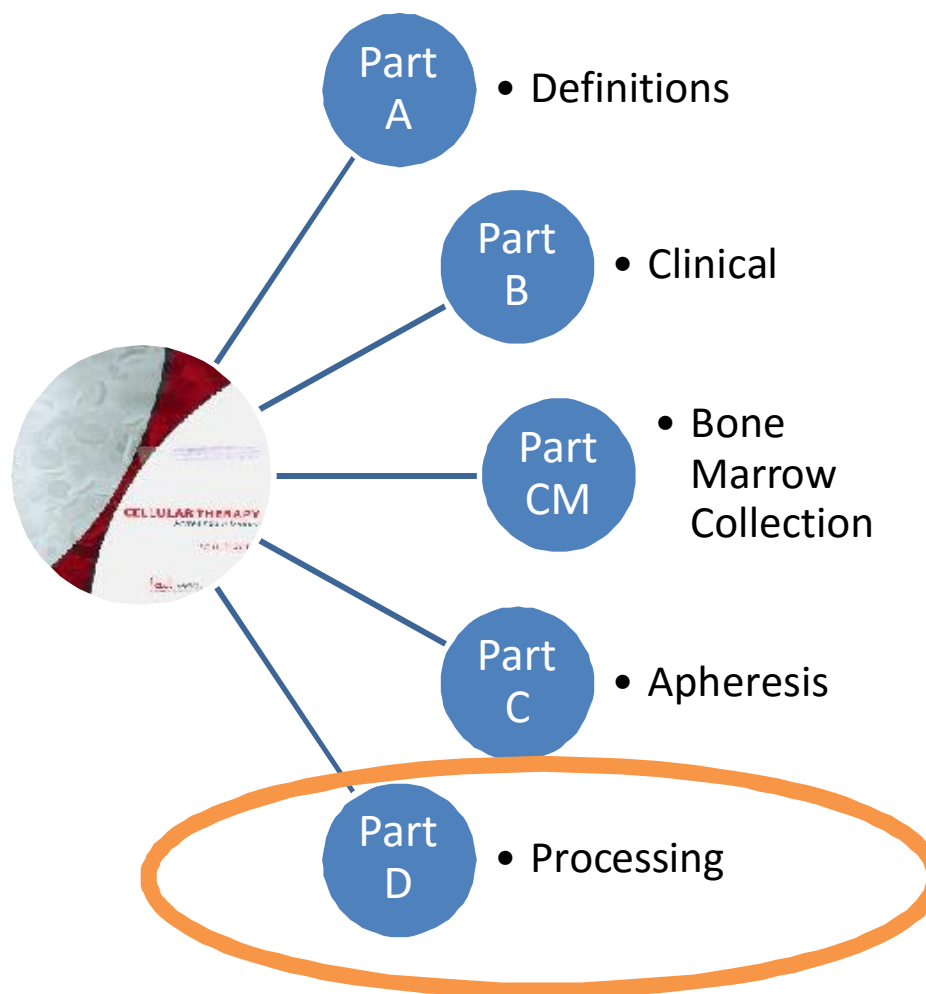 Part
A
• Definitions
Part
B
• Clinical
CELLULAR THERAPY
Part
CM
• Bone
Marrow
Collection
Part
C
• Apheresis
Part
D
• Processing